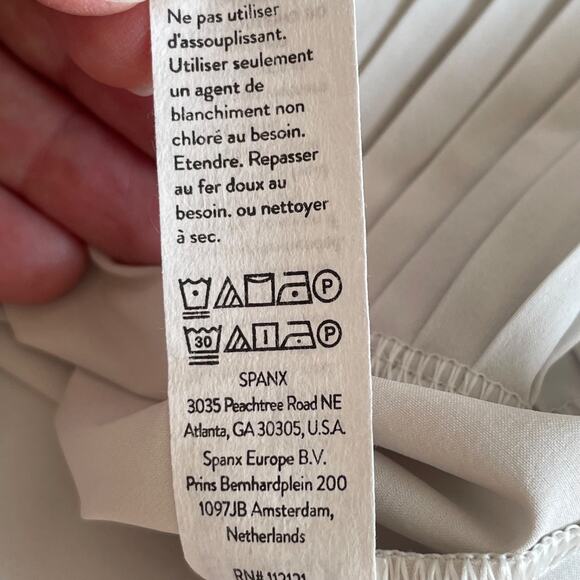 Ne pas utiliser
d'assouplissant.
Utiliser seulement
un agent de
blanchiment non
chloré au besoin.
Etendre. Repasser
au fer doux au
besoin. ou nettoyer
à sec.
P
30 P
SPANX
3035 Peachtree Road NE
Atlanta, GA 30305, U.S.A.
Spanx Europe B.V.
Prins Bernhardplein 200
1097JB Amsterdam,
Netherlands
RN# 112121